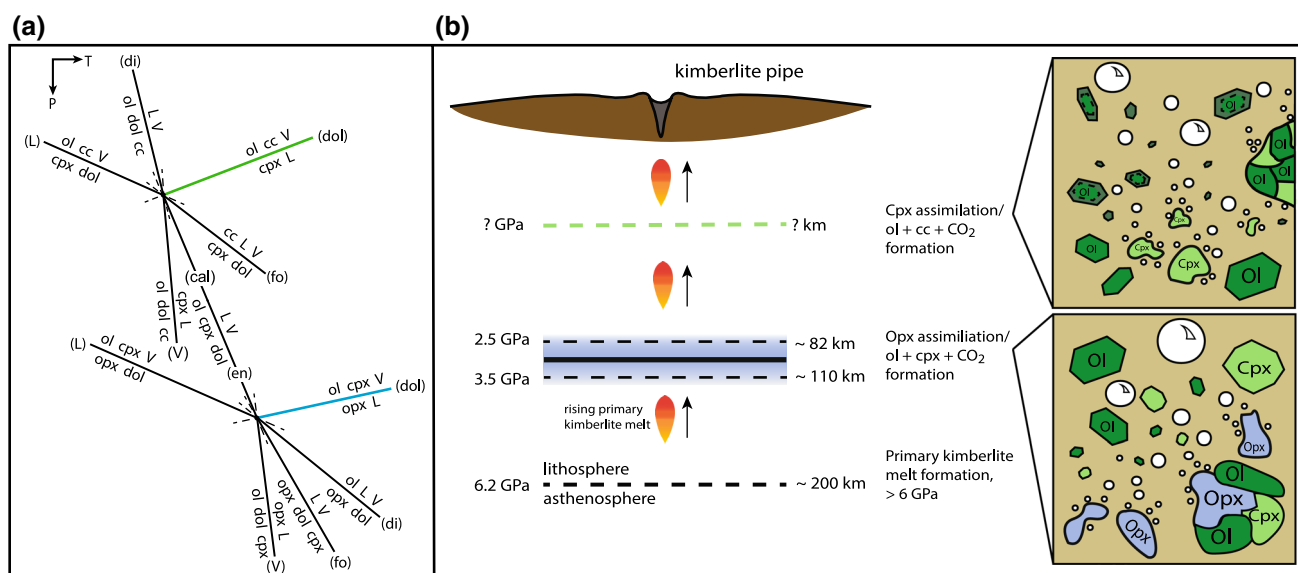 (a)
T
P
(di)
L V
ol dol cc
(L)
ol cc V
cpx dol
ol cc V
cpx L
(dol)
cc L V
cpx dol
(fo)
cpx L
ol dol cc
(V)
(cal)
L V
ol cpx dol
(en)
(L)
ol cpx V
opx dol
ol cpx V
opx L
(dol)
ol L V
opx dol
(di)
L V
opx dol cpx
(fo)
opx L
ol dol cpx
(V)
(b)
kimberlite pipe
? GPa
? km
2.5 GPa
~ 82 km
3.5 GPa
~ 110 km
rising primary
kimberlite melt
lithosphere
6.2 GPa
~ 200 km
asthenosphere
Cpx assimilation/
ol + cc + CO2
formation
Opx assimiliation/
ol + cpx + CO2
formation
Primary kimberlite
melt formation,
> 6 GPa
Ol
Ol
Ol
Ol
Ol
Ol
Cpx
Cpx
Ol
Cpx
Ol
Ol
Cpx
Ol
Opx
Ol
Opx
Cpx
Opx
Ol